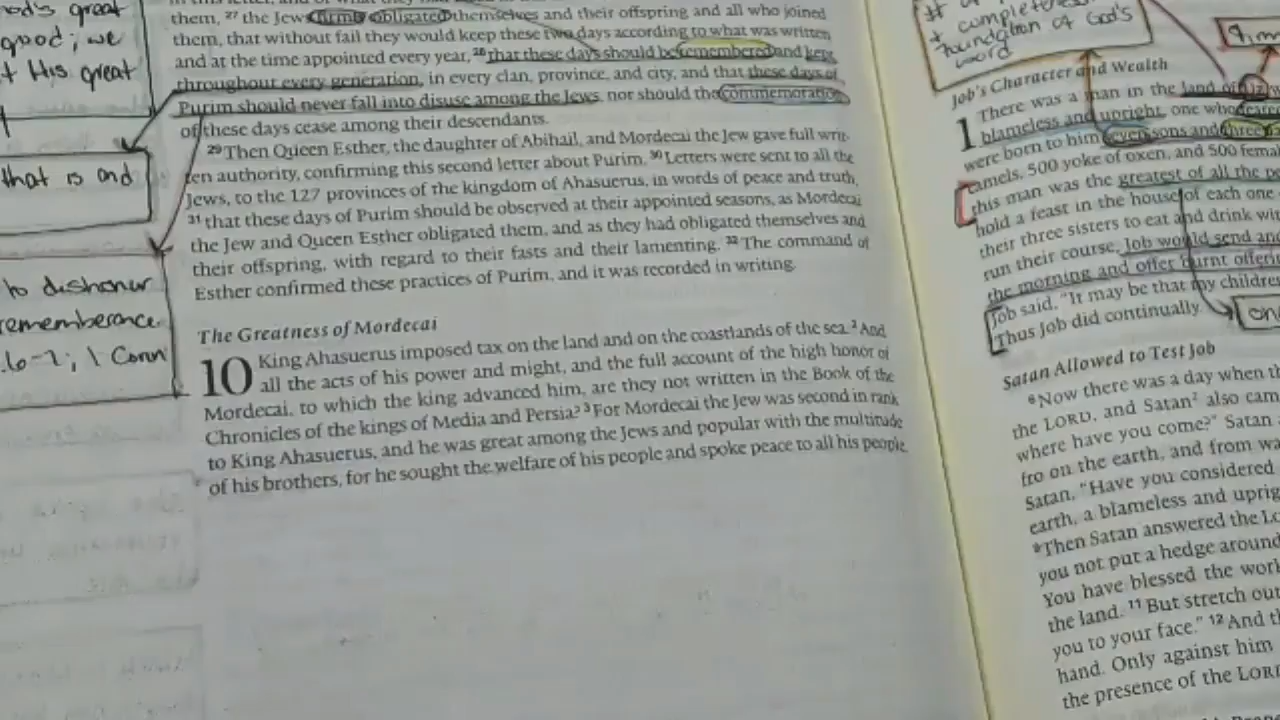 God's great
good; we
His great
that is and
to dishonor
rememberance
6-7; 1 Corin
them, 27 the Jews firmly obligated themselves and their offspring and all who joined
them, that without fail they would keep these two days according to what was written
and at the time appointed every year, 28 that these days should be remembered and kept
throughout every generation, in every clan, province, and city, and that these days of
Purim should never fall into disuse among the Jews, nor should the commemoration
of these days cease among their descendants.
29 Then Queen Esther, the daughter of Abihail, and Mordecai the Jew gave full writ-
ten authority, confirming this second letter about Purim. 30 Letters were sent to all the
Jews, to the 127 provinces of the kingdom of Ahasuerus, in words of peace and truth,
31 that these days of Purim should be observed at their appointed seasons, as Mordecai
the Jew and Queen Esther obligated them, and as they had obligated themselves and
their offspring, with regard to their fasts and their lamenting. 32 The command of
Esther confirmed these practices of Purim, and it was recorded in writing.
The Greatness of Mordecai
10 King Ahasuerus imposed tax on the land and on the coastlands of the sea. 2 And
all the acts of his power and might, and the full account of the high honor of
Mordecai, to which the king advanced him, are they not written in the Book of the
Chronicles of the kings of Media and Persia? 3 For Mordecai the Jew was second in rank
to King Ahasuerus, and he was great among the Jews and popular with the multitude
of his brothers, for he sought the welfare of his people and spoke peace to all his people.
foundation of God's
word
Job's Character and Wealth
1 There was a man in the land of Uz
blameless and upright, one who feared
were born to him seven sons and three
camels, 500 yoke of oxen, and 500 
this man was the greatest of all the
hold a feast in the house of each one
their three sisters to eat and drink
run their course, Job would send and
the morning and offer burnt
Job said, "It may be that my children
Thus Job did continually.
Satan Allowed to Test Job
6 Now there was a day when
the LORD, and Satan 2 also
where have you come?" Satan
fro on the earth, and from
Satan, "Have you considered
earth, a blameless and
9 Then Satan answered the
you not put a hedge around
You have blessed the
the land. 11 But stretch out
you to your face." 12 And
hand. Only against him
the presence of the LORD